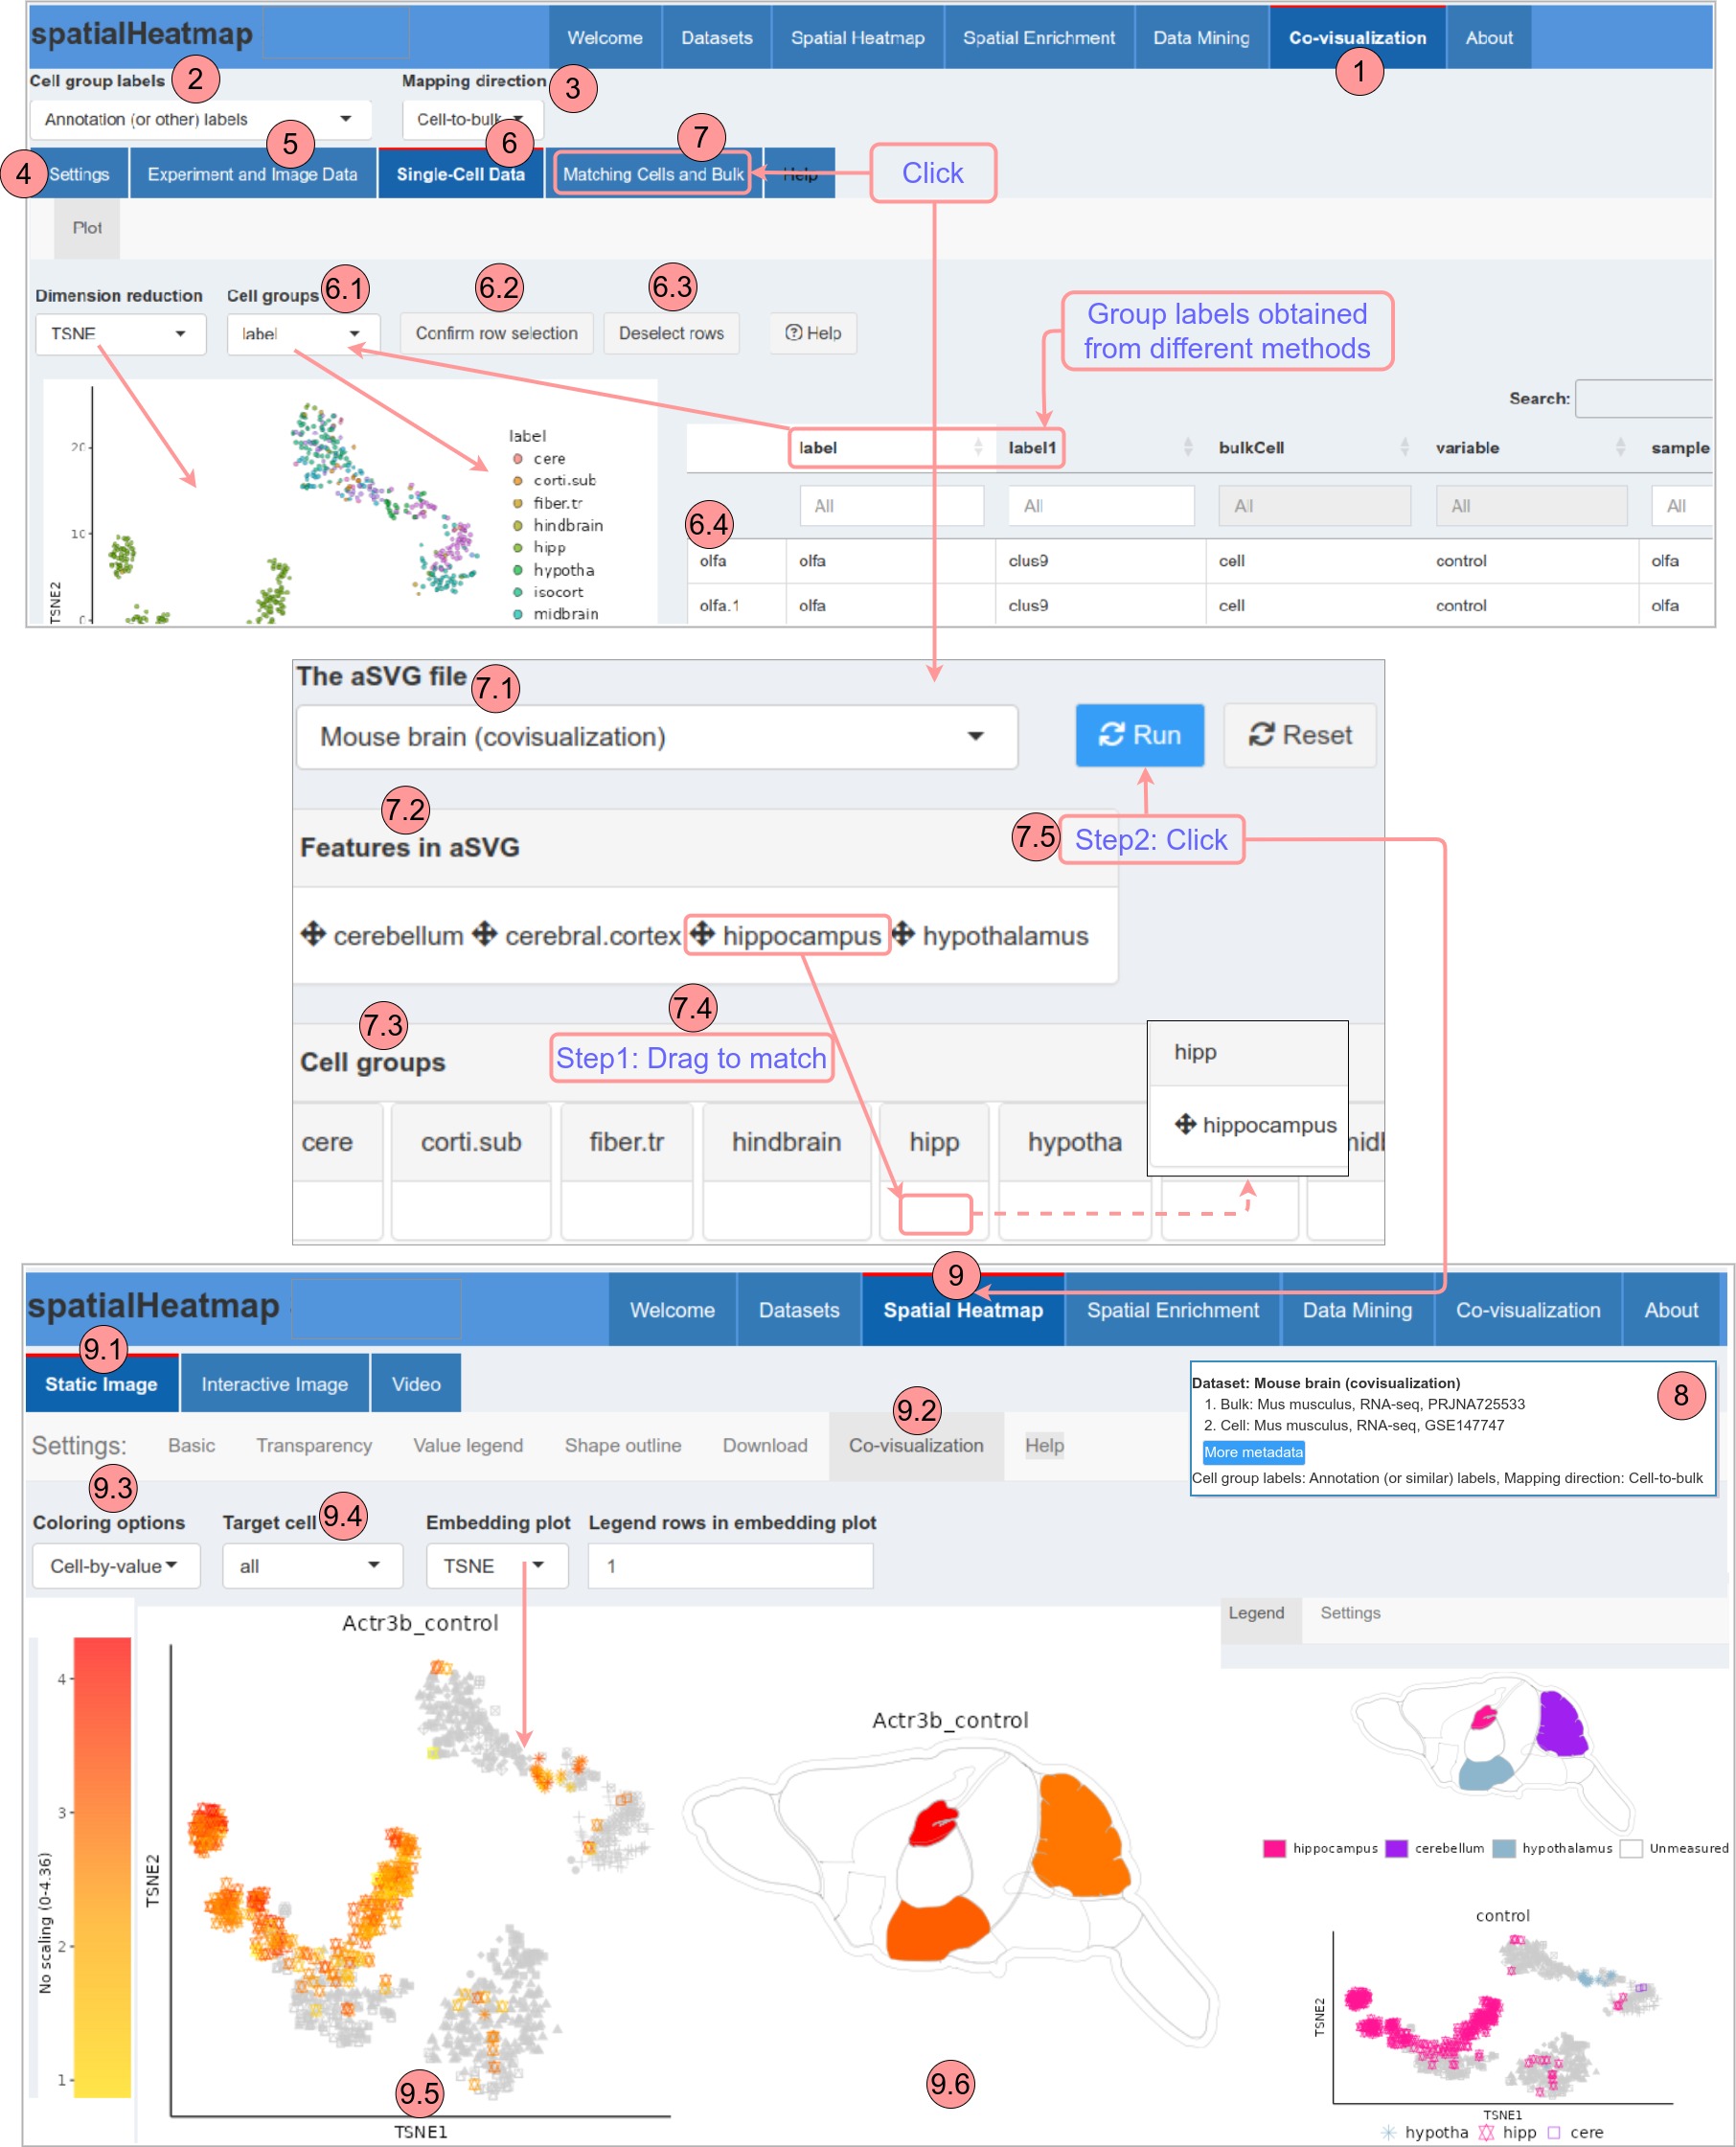 spatialHeatmap
Welcome
Datasets
Spatial Heatmap
Spatial Enrichment
Data Mining
Co-visualization
About
1
Cell group labels
2
Mapping direction
3
Annotation (or other) labels
Cell-to-bulk
4
5
6
7
Settings
Experiment and Image Data
Single-Cell Data
Matching Cells and Bulk
Help
Click
Plot
Dimension reduction
Cell groups
6.1
6.2
6.3
TSNE
label
Confirm row selection
Deselect rows
Help
Group labels obtained
from different methods
Search:
label
label1
bulkCell
variable
sample
All
All
All
All
All
6.4
olfa
olfa
clus9
cell
control
olfa
olfa.1
olfa
clus9
cell
control
olfa
20
10
0
TSNE2
label
cere
corti.sub
fiber.tr
hindbrain
hipp
hypotha
isocort
midbrain
The aSVG file
7.1
Mouse brain (covisualization)
Run
Reset
7.2
Features in aSVG
7.5
Step2: Click
cerebellum
cerebral.cortex
hippocampus
hypothalamus
7.3
7.4
Cell groups
Step1: Drag to match
hipp
hippocampus
cere
corti.sub
fiber.tr
hindbrain
hipp
hypotha
spatialHeatmap
Welcome
Datasets
9
Spatial Heatmap
Spatial Enrichment
Data Mining
Co-visualization
About
9.1
Static Image
Interactive Image
Video
Dataset: Mouse brain (covisualization)
8
1. Bulk: Mus musculus, RNA-seq, PRJNA725533
2. Cell: Mus musculus, RNA-seq, GSE147747
More metadata
Cell group labels: Annotation (or similar) labels, Mapping direction: Cell-to-bulk
9.2
Settings:
Basic
Transparency
Value legend
Shape outline
Download
Co-visualization
Help
9.3
9.4
Coloring options
Target cell
Embedding plot
Legend rows in embedding plot
Cell-by-value
all
TSNE
1
Legend
Settings
4
3
2
1
No scaling (0-4.36)
Actr3b_control
TSNE2
TSNE1
9.5
Actr3b_control
9.6
hippocampus
cerebellum
hypothalamus
Unmeasured
control
TSNE2
TSNE1
hypotha
hipp
cere